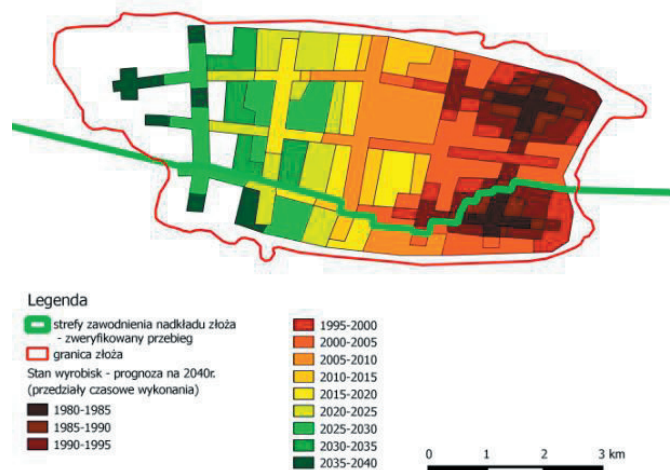 Legenda
strefy zawodnienia nadkładu złoża
- zweryfikowany przebieg
granica złoża
Stan wyrobisk - prognoza na 2040r.
(przedziały czasowe wykonania)
1980-1985
1985-1990
1990-1995
1995-2000
2000-2005
2005-2010
2010-2015
2015-2020
2020-2025
2025-2030
2030-2035
2035-2040
0 1 2 3 km